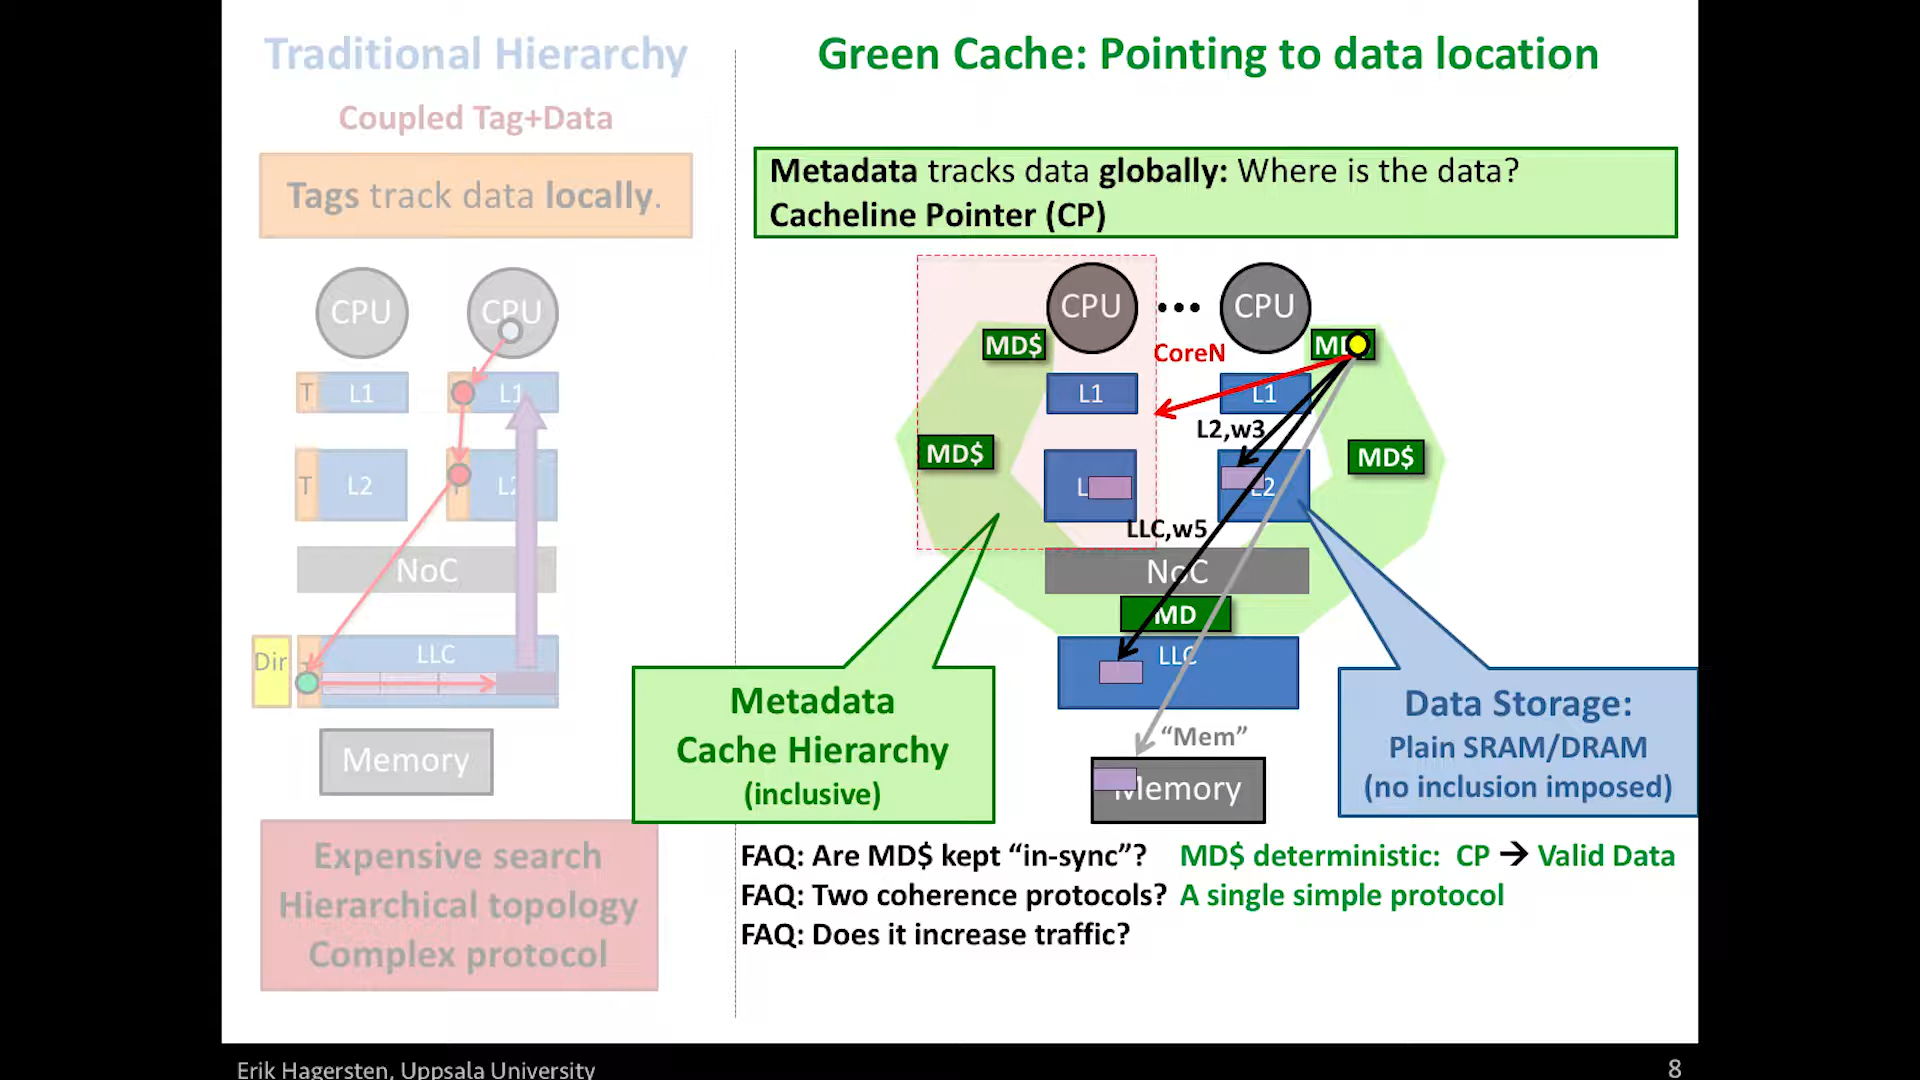 Traditional Hierarchy
Coupled Tag+Data
Tags track data locally.
CPU
CPU
T
L1
L1
T
L2
NoC
Dir
LLC
Memory
Expensive search
Hierarchical topology
Complex protocol
Green Cache: Pointing to data location
Metadata tracks data globally: Where is the data?
Cacheline Pointer (CP)
CPU
...
CPU
MD$
CoreN
L1
L1
L2,w3
MD$
MD$
L2
LLC,w5
NoC
MD
LLC
"Mem"
Memory
Metadata
Cache Hierarchy
(inclusive)
Data Storage:
Plain SRAM/DRAM
(no inclusion imposed)
FAQ: Are MD$ kept “in-sync”? MD$ deterministic: CP → Valid Data
FAQ: Two coherence protocols? A single simple protocol
FAQ: Does it increase traffic?
Erik Hagersten, Uppsala University
8